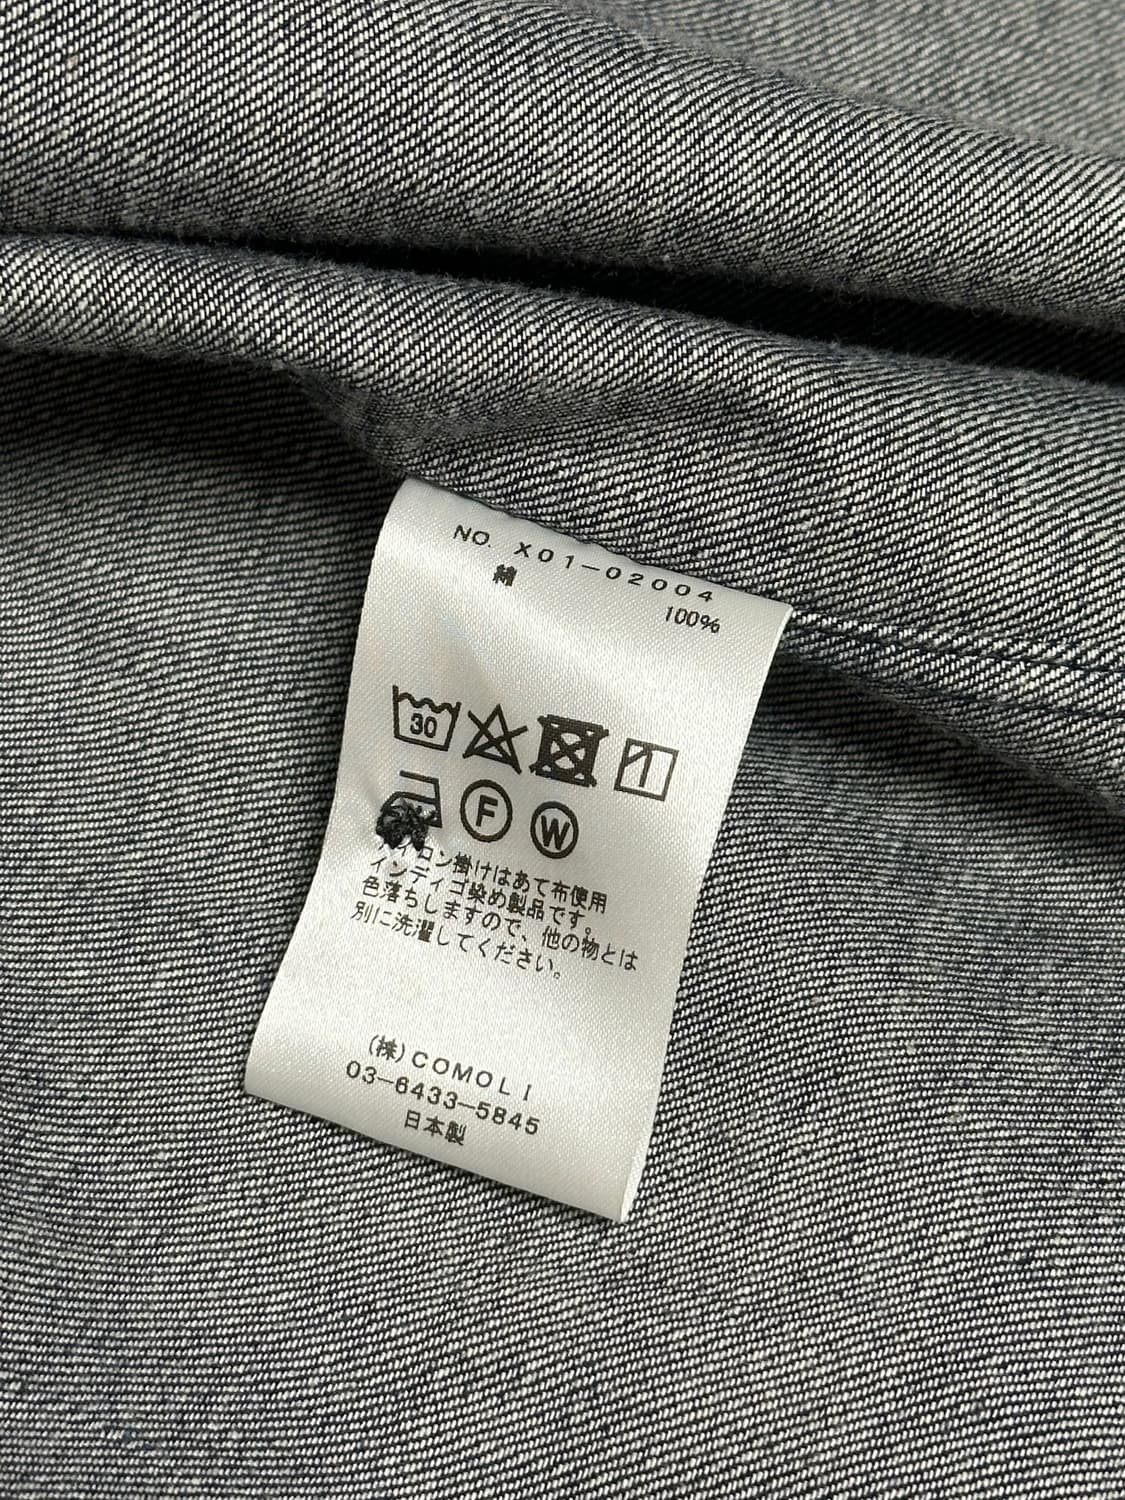 NO. X01-02004
綿 100%
30
F W
アイロン掛けはあて布使用
インディゴ染め製品です。
色落ちしますので、他の物とは
別に洗濯してください。
(株)COMOLI
03-6433-5845
日本製